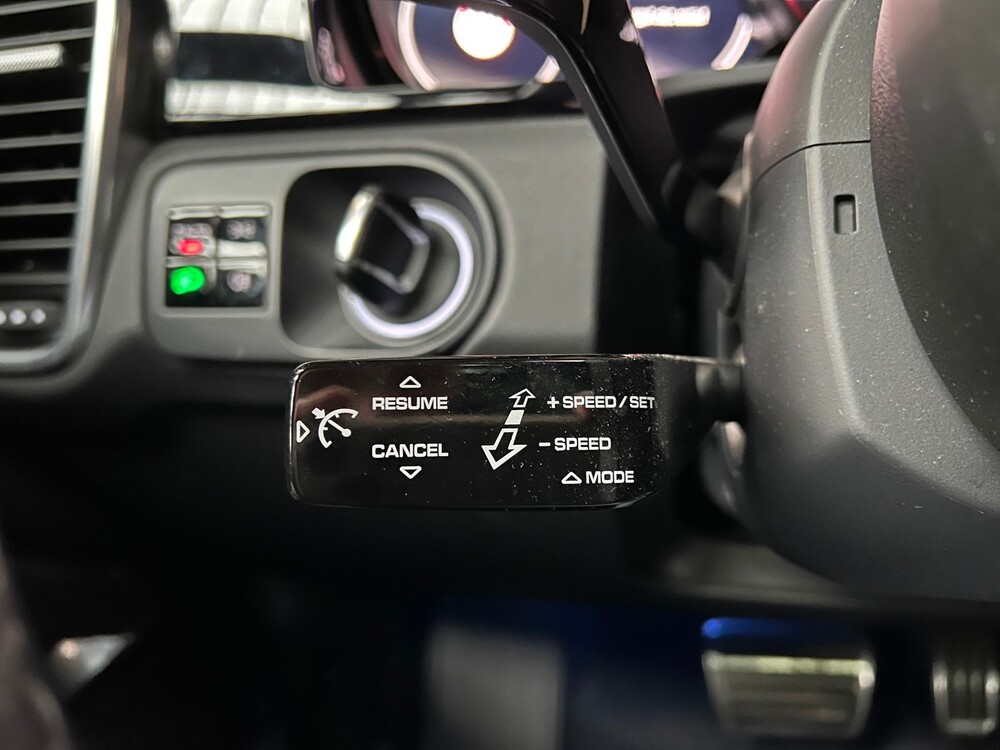 RESUME
+ SPEED / SET
CANCEL
- SPEED
MODE